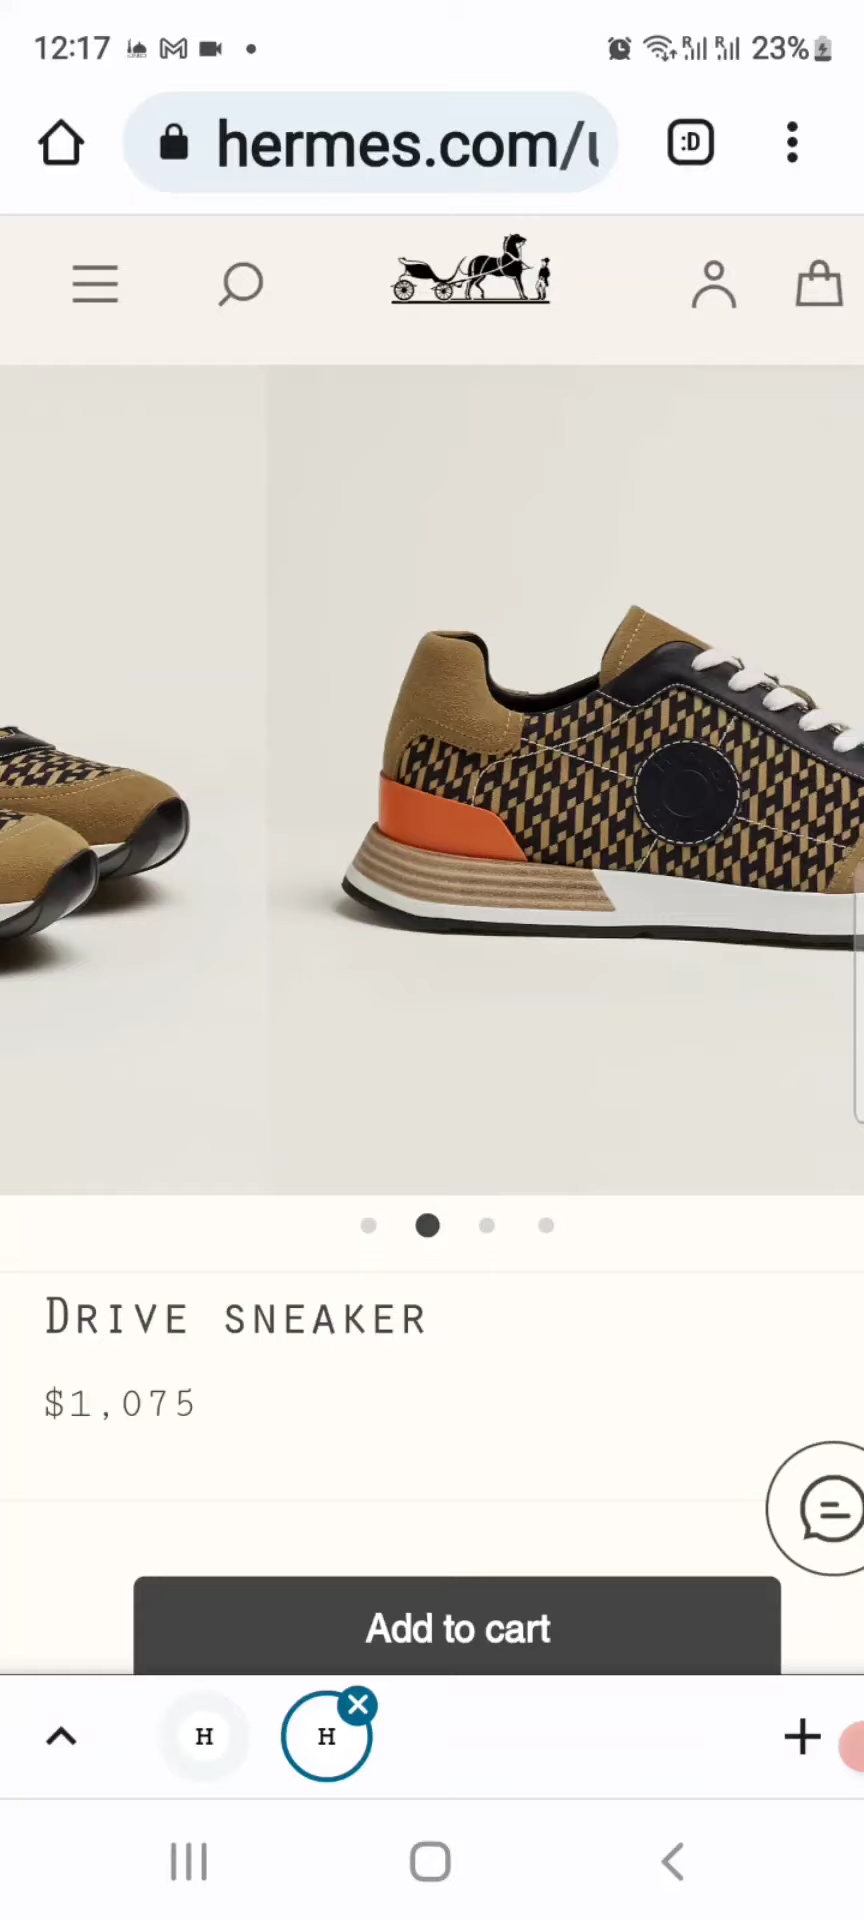 12:17
23%
hermes.com/u
:D
DRIVE SNEAKER
$1,075
Add to cart
H H